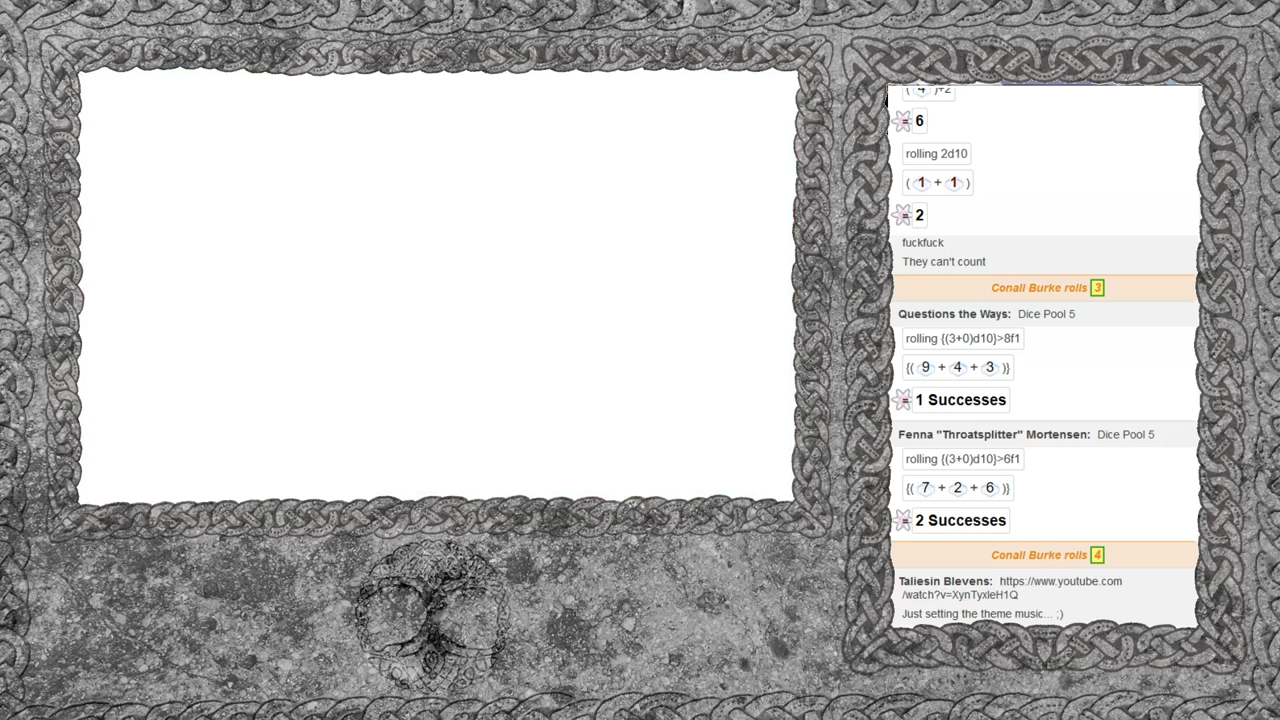 ( 4 )+2
= 6
rolling 2d10
( 1 + 1 )
= 2
fuckfuck
They can't count
Conall Burke rolls 3
Questions the Ways: Dice Pool 5
rolling {(3+0)d10}>8f1
{( 9 + 4 + 3 )}
= 1 Successes
Fenna "Throatsplitter" Mortensen: Dice Pool 5
rolling {(3+0)d10}>6f1
{( 7 + 2 + 6 )}
= 2 Successes
Conall Burke rolls 4
Taliesin Blevens: https://www.youtube.com
/watch?v=XynTyxleH1Q
Just setting the theme music... ;)